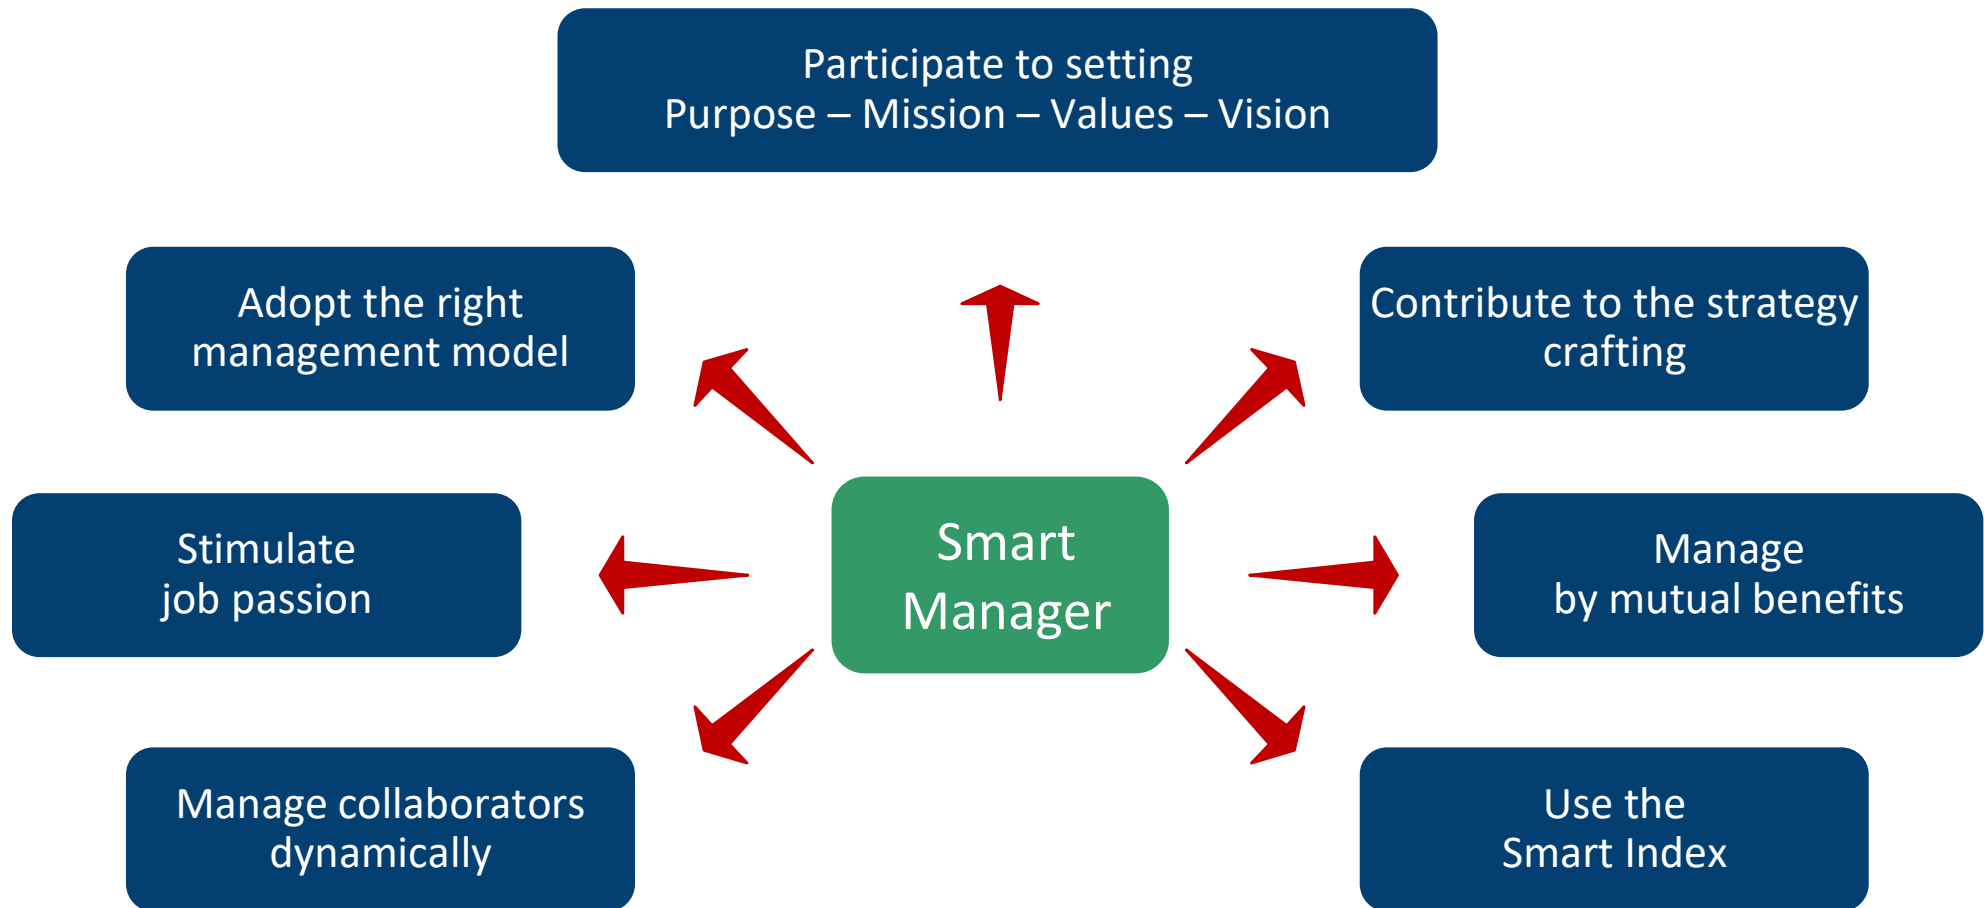 Participate to setting
Purpose – Mission – Values – Vision
Adopt the right
management model
Contribute to the strategy
crafting
Stimulate
job passion
Smart
Manager
Manage
by mutual benefits
Manage collaborators
dynamically
Use the
Smart Index